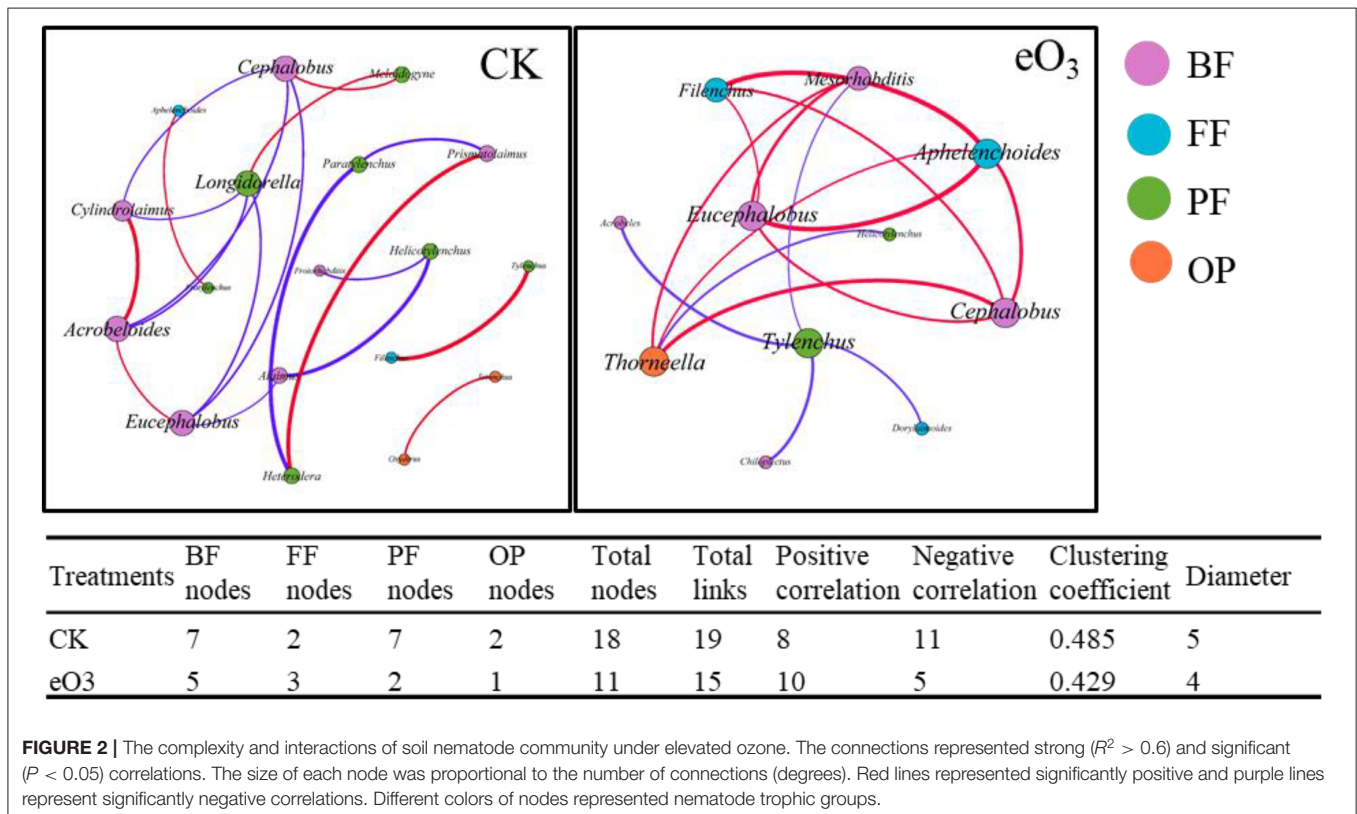 CK
Cephalobus
Meloidogyne
Aphelenchoides
Paratylenchus
Prismatolaimus
Longidorella
Cylindrolaimus
Helicotylenchus
Protorhabditis
Tylenchus
Acrobeloides
Filenchus
Alaimus
Eucephalobus
Heterodera
eO3
Mesorhabditis
Filenchus
Aphelenchoides
Eucephalobus
Acrobeles
Helicotylenchus
Cephalobus
Tylenchus
Thorneella
Dorylaimoides
Chiloplectus
BF
FF
PF
OP
Treatments BF nodes FF nodes PF nodes OP nodes Total nodes Total links Positive correlation Negative correlation Clustering coefficient Diameter
CK 7 2 7 2 18 19 8 11 0.485 5
eO3 5 3 2 1 11 15 10 5 0.429 4
FIGURE 2 | The complexity and interactions of soil nematode community under elevated ozone. The connections represented strong (R² > 0.6) and significant
(P < 0.05) correlations. The size of each node was proportional to the number of connections (degrees). Red lines represented significantly positive and purple lines
represent significantly negative correlations. Different colors of nodes represented nematode trophic groups.